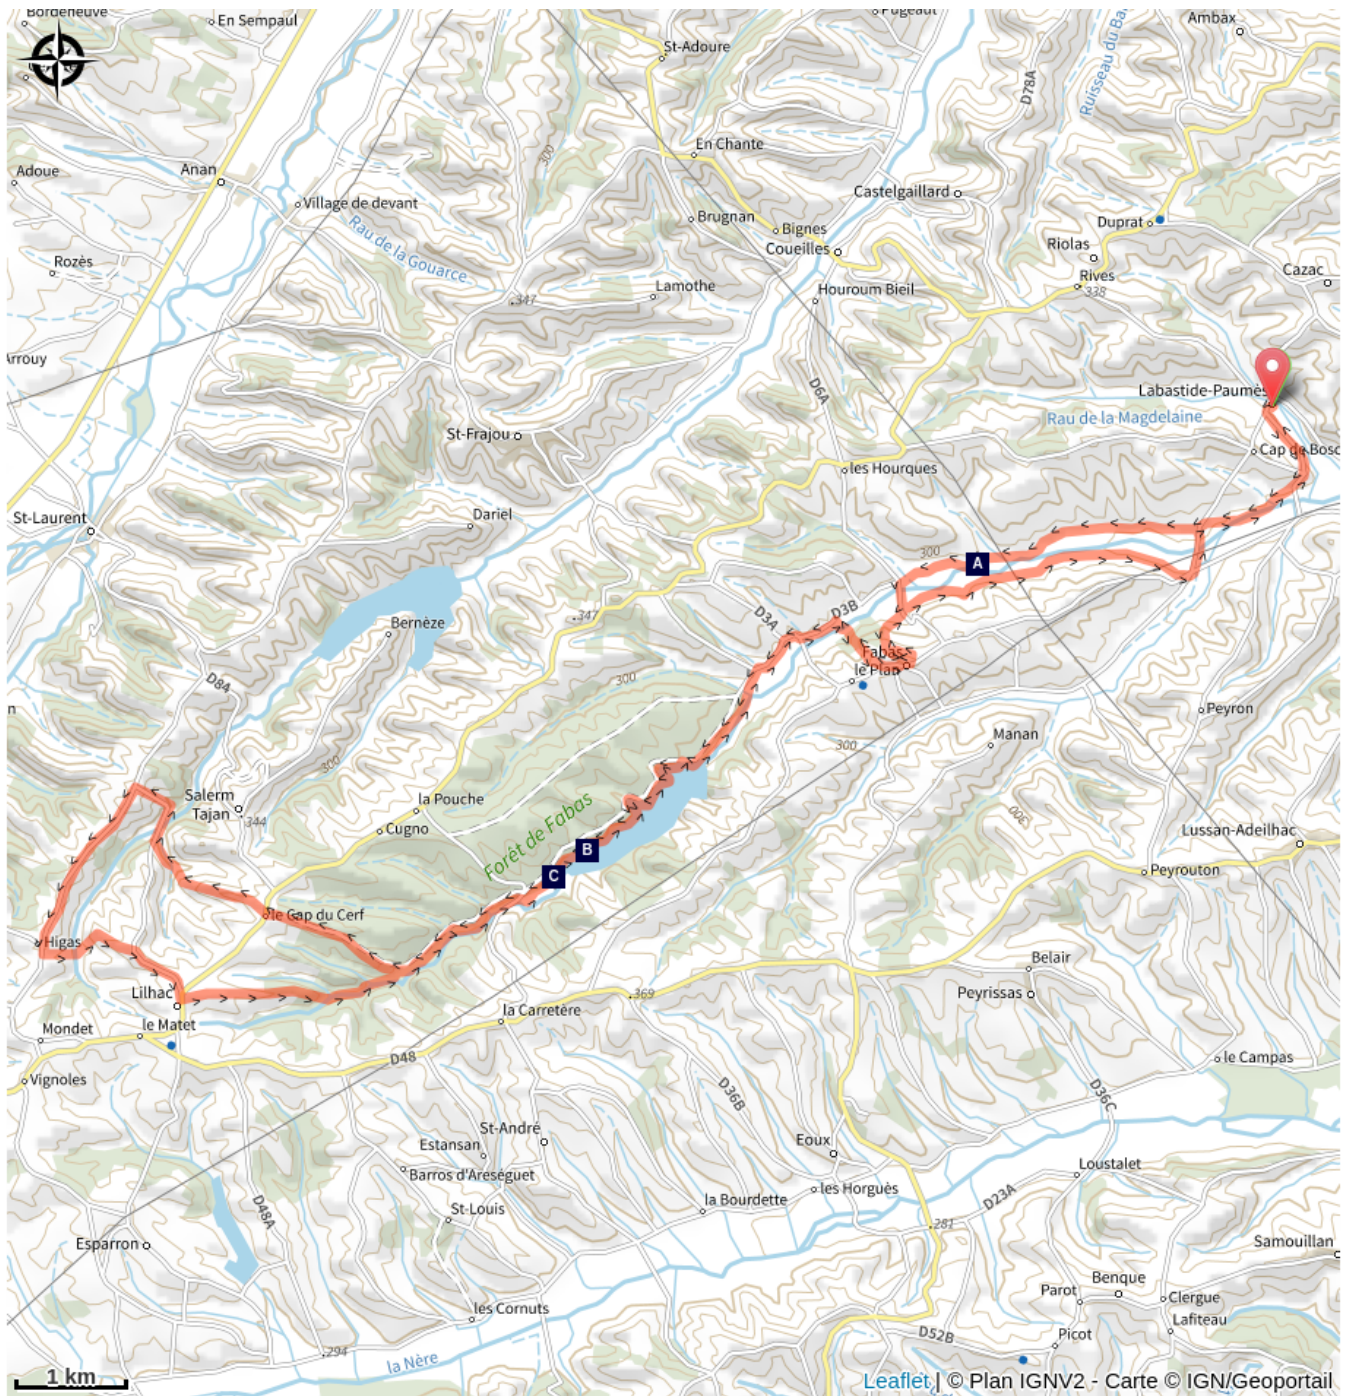 Bordeneuve
En Sempaul
Pugeaut
Ambax
St-Adoure
D78A
En Chante
Anan
Adoue
Castelgaillard
Village de devant
300
Brugnan
Duprat
Bignes
Rau de la Gouarce
Coueilles
Riolas
Rozès
Rives
Cazac
338
Lamothe
Houroum Bieil
.347
Arrouy
D6A
Labastide-Paumès
Rau de la Magdelaine
St-Frajou
Cap de Bosc
les Hourques
Dariel
St-Laurent
300
A
D3B
D3A
.347
Bernèze
Fabas
le Plan
300
D84
n
Peyron
Manan
300
300
Salerm
Tajan
la Pouche
.344
Cugno
300
Forêt de Fabas
Lussan-Adeilhac
B
Peyrouton
C
le Cap du Cerf
Higas
Belair
Lilhac
.369
Peyrissas
la Carretère
Mondet
le Matet
D48
le Campas
Vignoles
D36B
D36C
St-André
Eoux
Estansan
Loustalet
Barros d'Areséguet
les Horguès
D23A
la Bourdette
D48A
St-Louis
.281
Esparron
Samouillan
Benque
Parot
Clergue
les Cornuts
Lafiteau
D52B
Picot
.294
la Nère
1 km
Leaflet | © Plan IGNV2 - Carte © IGN/Geoportail